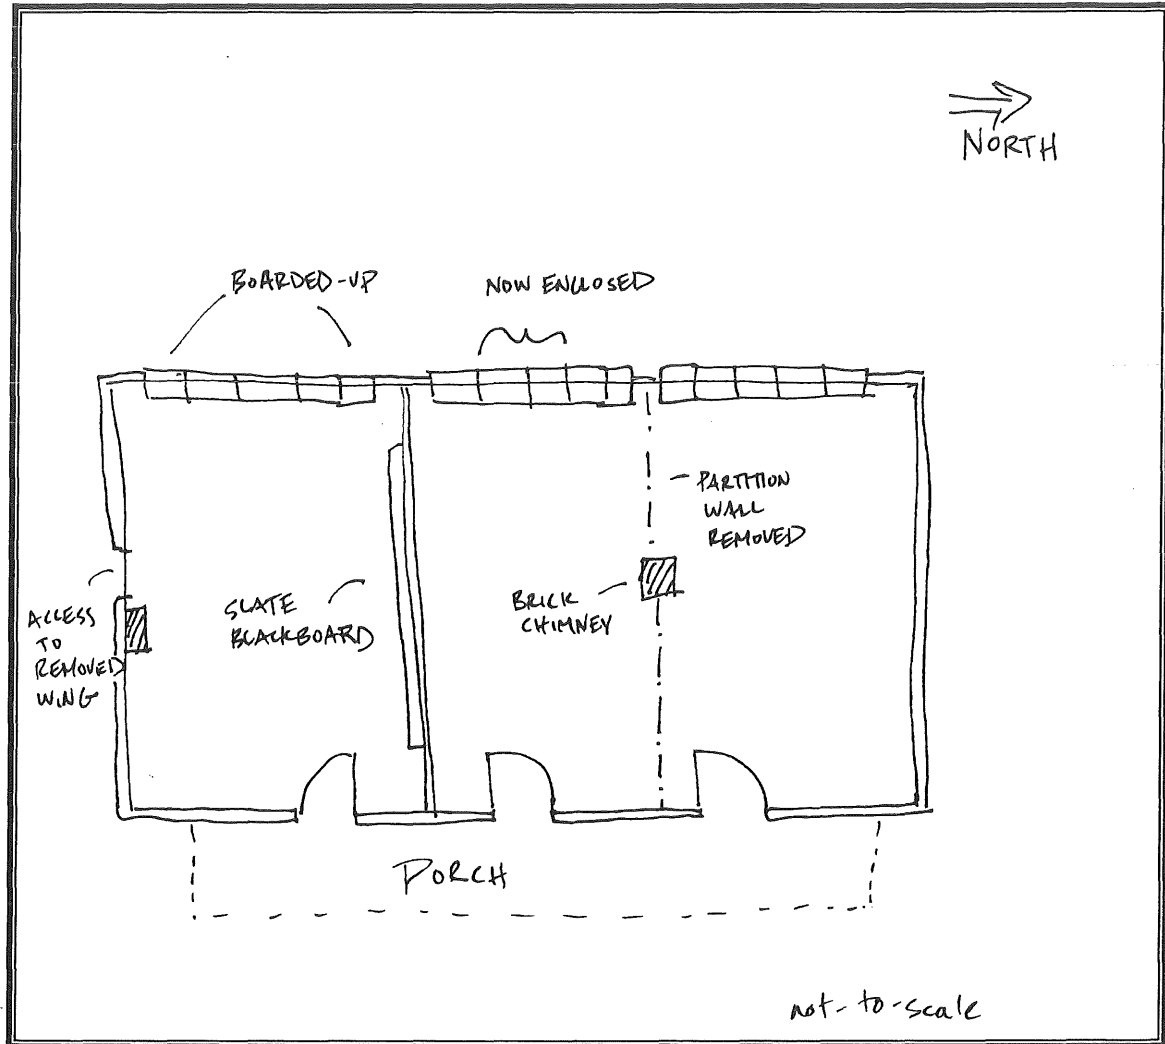 NORTH
BOARDED-UP
NOW ENCLOSED
PARTITION
WALL
REMOVED
BRICK
CHIMNEY
SLATE
BLACKBOARD
ACCESS
TO
REMOVED
WING
PORCH
not-to-scale